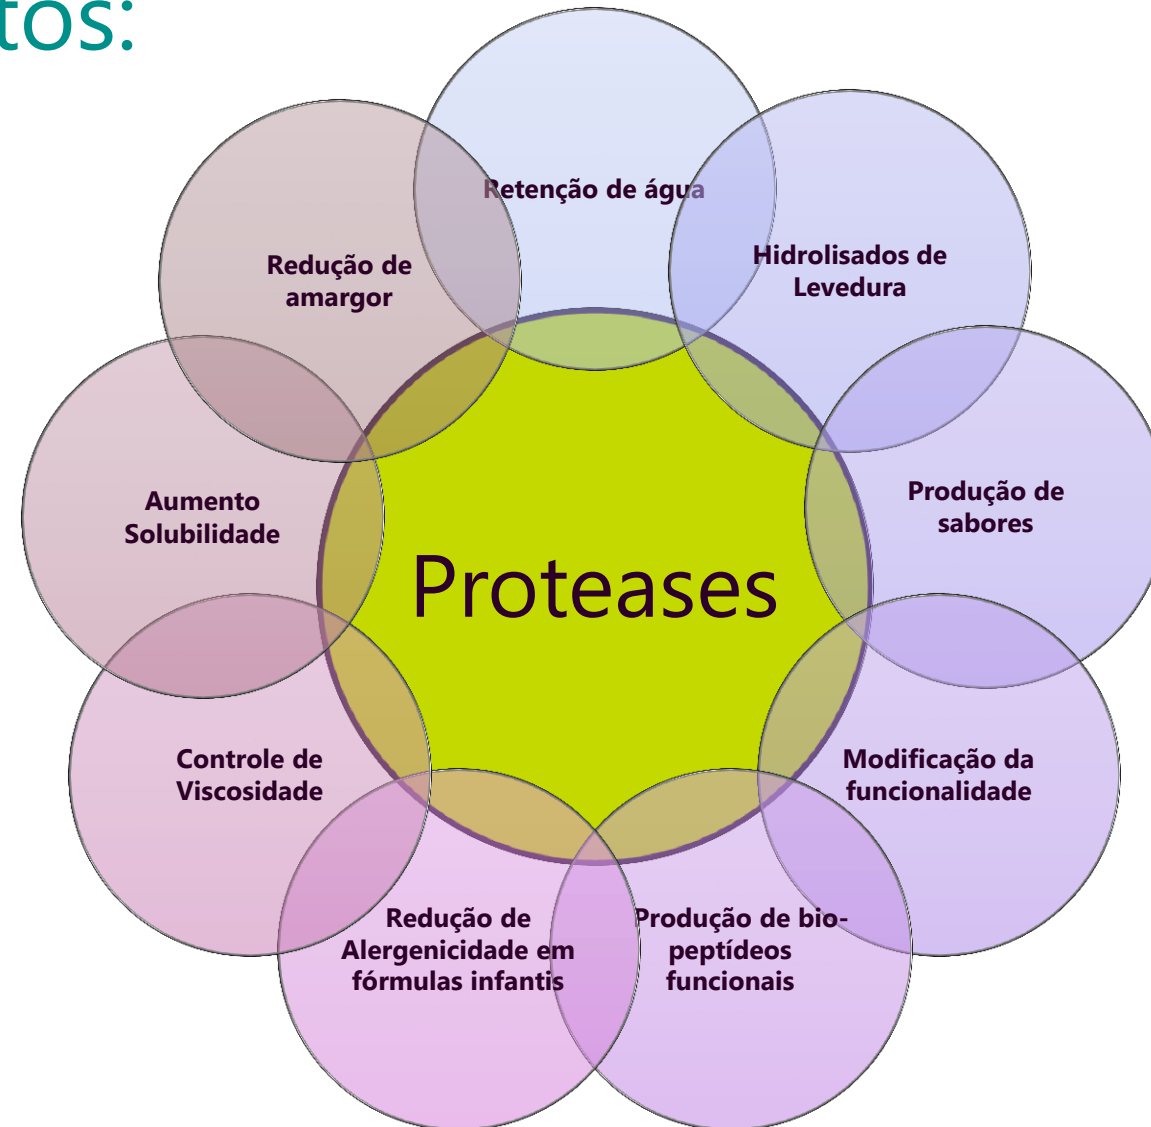 tos:
Retenção de água
Hidrolisados de
Levedura
Produção de
sabores
Modificação da
funcionalidade
Produção de bio-
peptídeos
funcionais
Redução de
Alergenicidade em
fórmulas infantis
Controle de
Viscosidade
Aumento
Solubilidade
Redução de
amargor
Proteases